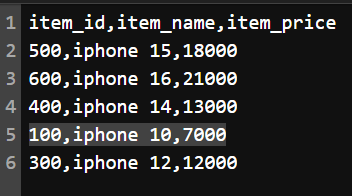 1 item_id,item_name,item_price
2 500,iphone 15,18000
3 600,iphone 16,21000
4 400,iphone 14,13000
5 100,iphone 10,7000
6 300,iphone 12,12000